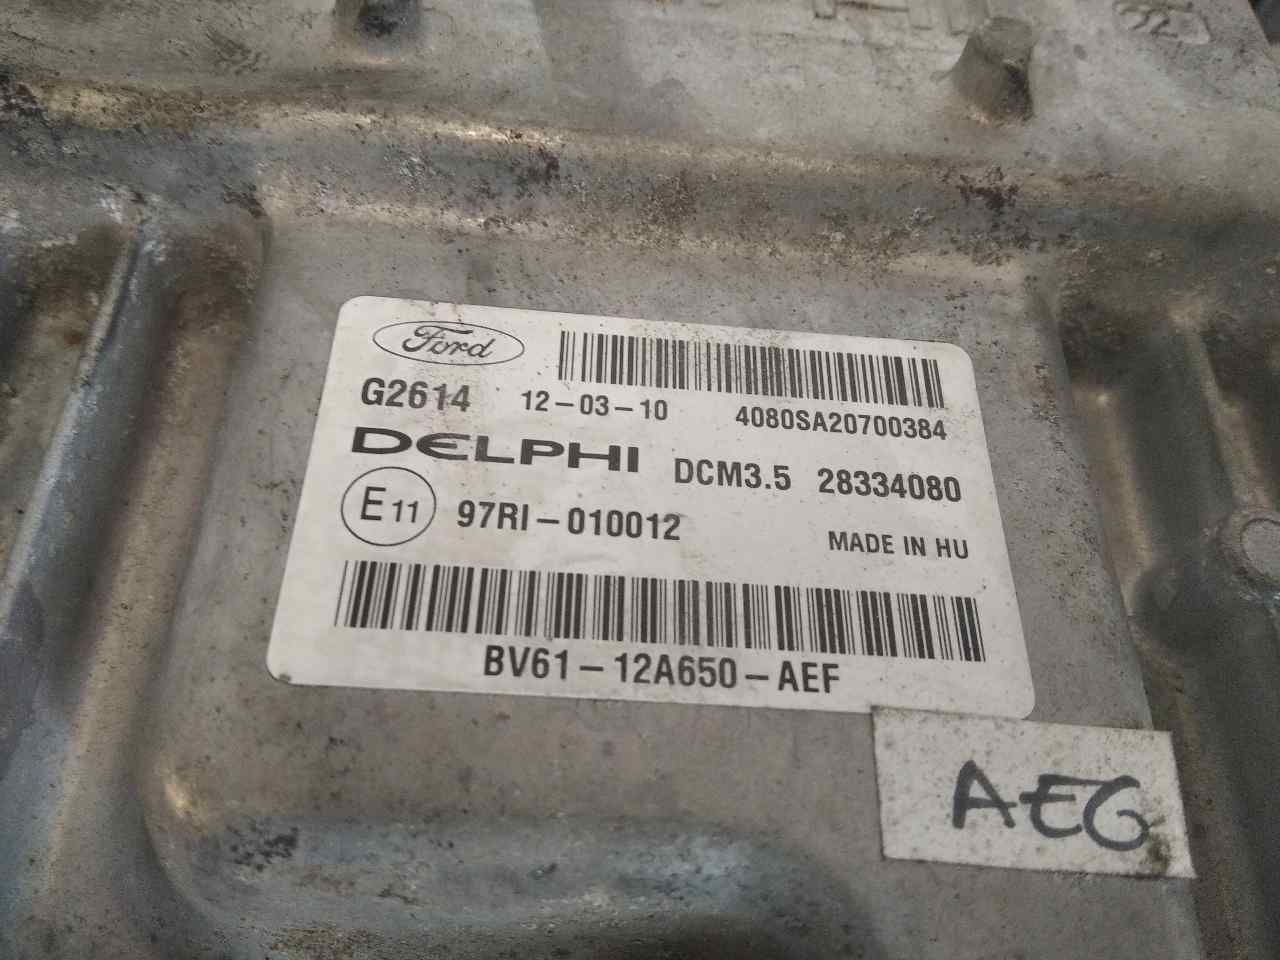 Ford
G2614 12-03-10 4080SA20700384
DELPHI DCM3.5 28334080
E11 97RI-010012 MADE IN HU
BV61-12A650-AEF
AEG